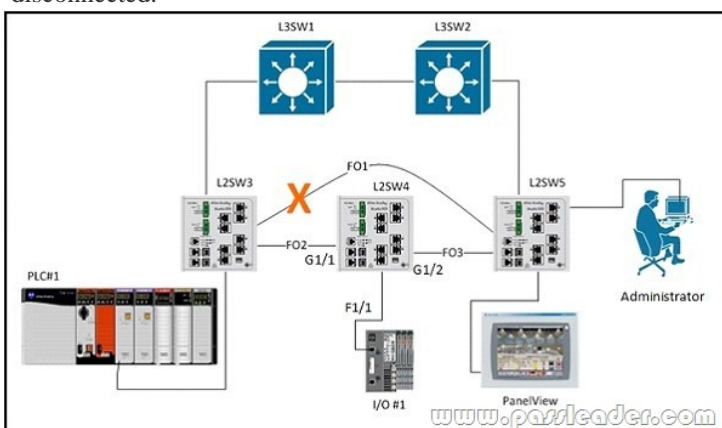 disconnected.
L3SW1
L3SW2
FO1
L2SW3
L2SW4
L2SW5
X
FO2
G1/1
FO3
G1/2
PLC#1
F1/1
Administrator
I/O #1
PanelView
www.passleader.com